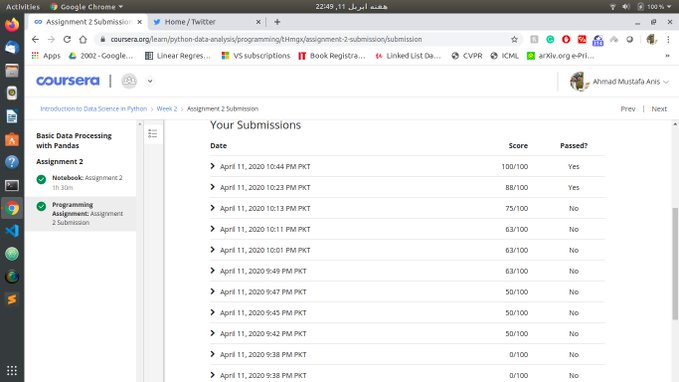 Activities Google Chrome ▾ هفته اپریل 11, 22:49 100 % ▾
Assignment 2 Submission × Home / Twitter × +
coursera.org/learn/python-data-analysis/programming/tHmgx/assignment-2-submission/submission
Apps 2002 - Google... Linear Regres... VS subscriptions Book Registra... Linked List Da... CVPR ICML arXiv.org e-Pri...
coursera Ahmad Mustafa Anis
Introduction to Data Science in Python > Week 2 > Assignment 2 Submission Prev | Next
Basic Data Processing
with Pandas
Assignment 2
Notebook: Assignment 2
1h 30m
Programming
Assignment: Assignment
2 Submission
Your Submissions
Date Score Passed?
April 11, 2020 10:44 PM PKT 100/100 Yes
April 11, 2020 10:23 PM PKT 88/100 Yes
April 11, 2020 10:13 PM PKT 75/100 No
April 11, 2020 10:11 PM PKT 63/100 No
April 11, 2020 10:01 PM PKT 63/100 No
April 11, 2020 9:49 PM PKT 63/100 No
April 11, 2020 9:47 PM PKT 50/100 No
April 11, 2020 9:45 PM PKT 50/100 No
April 11, 2020 9:42 PM PKT 50/100 No
April 11, 2020 9:38 PM PKT 0/100 No
April 11, 2020 9:38 PM PKT 0/100 No